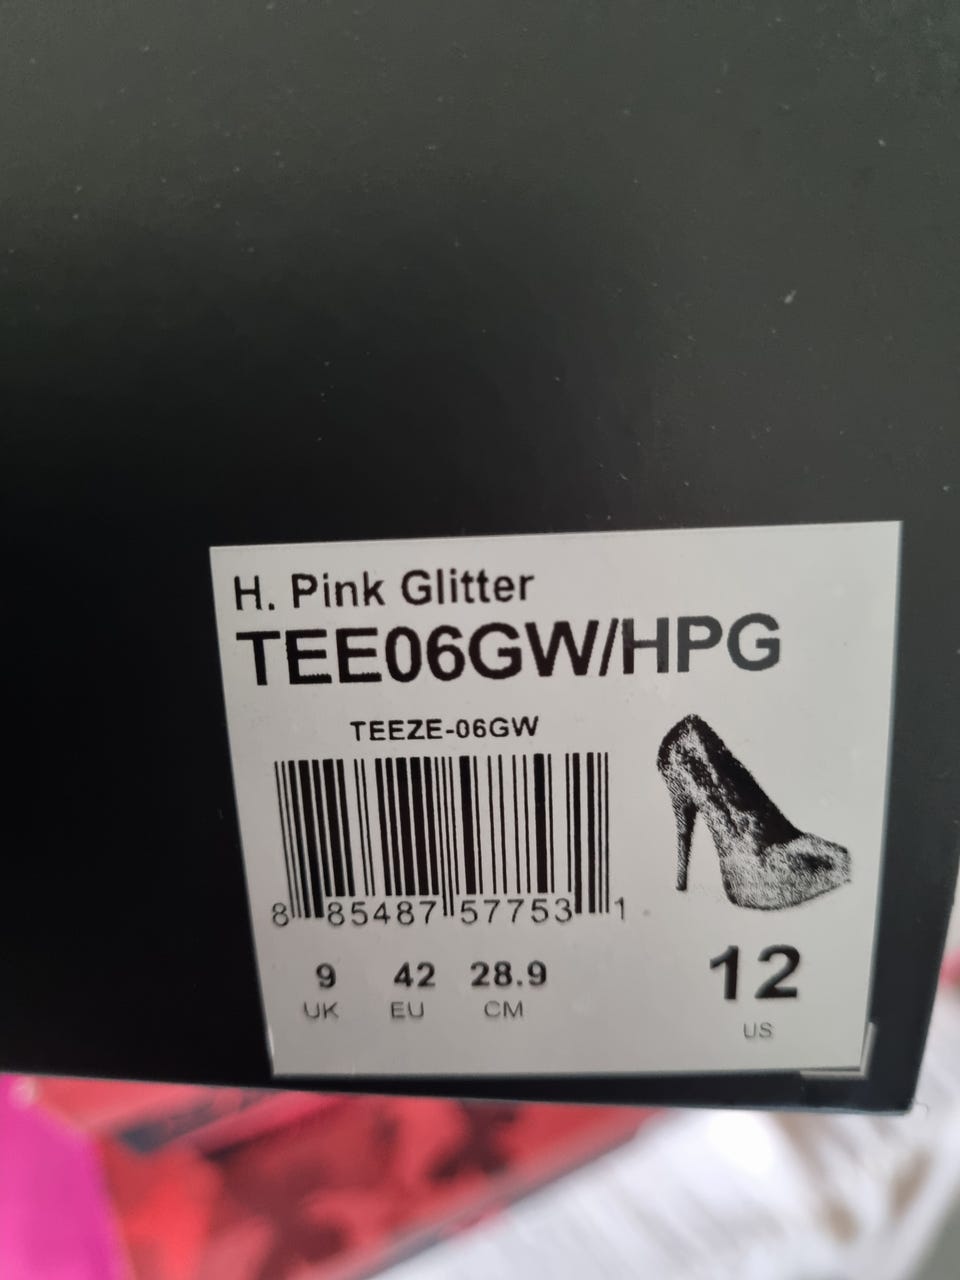 H. Pink Glitter
TEE06GW/HPG
TEEZE-06GW
8 85487 57753 1
9 42 28.9
UK EU CM
12
US